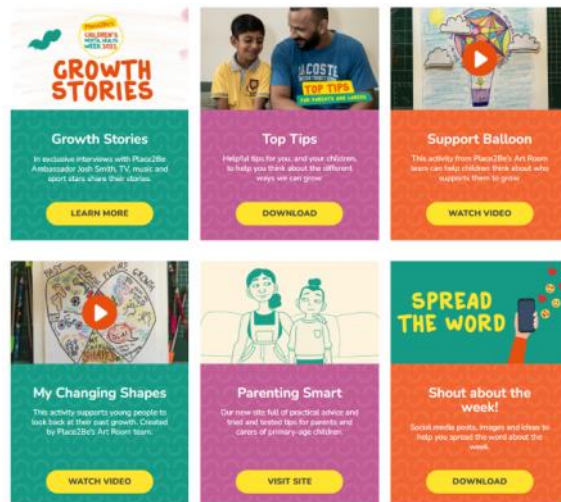 Place2Be's
CHILDREN'S
MENTAL HEALTH
WEEK 2022
GROWTH
STORIES
Growth Stories
In exclusive interviews with Place2Be
Ambassador Josh Smith, TV, music and
sport stars share their stories.
LEARN MORE
LACOSTE
TOP TIPS
FOR PARENTS AND CARERS
Top Tips
Helpful tips for you, and your children,
to help you think about the different
ways we can grow
DOWNLOAD
Support Balloon
This activity from Place2Be's Art Room
team can help children think about who
supports them to grow
WATCH VIDEO
PAST
FUTURE GROWTH
My Changing Shapes
This activity supports young people to
look back at their past growth. Created
by Place2Be's Art Room team.
WATCH VIDEO
Parenting Smart
Our new site full of practical advice and
tried and tested tips for parents and
carers of primary-age children.
VISIT SITE
SPREAD
THE WORD
Shout about the
week!
Social media posts, images and ideas to
help you spread the word about the
week.
DOWNLOAD